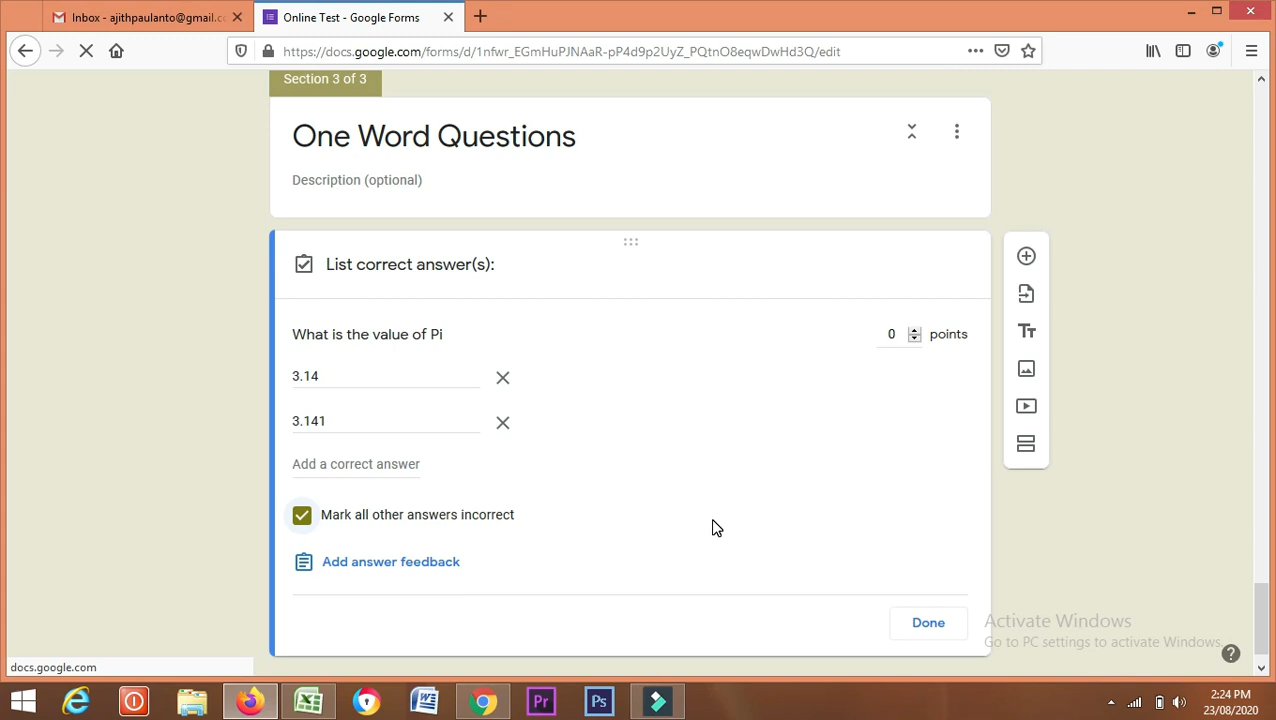 Inbox - ajithpaulanto@gmail.c
Online Test - Google Forms
https://docs.google.com/forms/d/1nfwr_EGmHuPJNAaR-pP4d9p2UyZ_PQtnO8eqwDwHd3Q/edit
Section 3 of 3
One Word Questions
Description (optional)
List correct answer(s):
What is the value of Pi
0 points
3.14
3.141
Add a correct answer
Mark all other answers incorrect
Add answer feedback
Done
Activate Windows
Go to PC settings to activate Windows.
docs.google.com
Pr
Ps
2:24 PM
23/08/2020